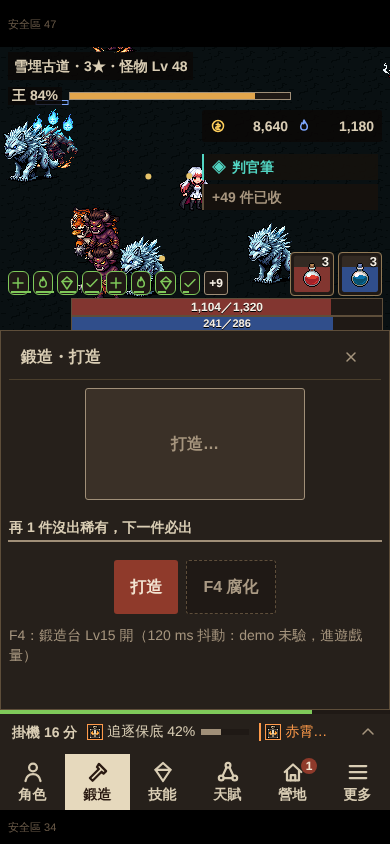 安全區 47
雪埋古道・3★・怪物 Lv 48
王 84%
8,640 1,180
◈ 判官筆
+49 件已收
3 3
+9
1,104／1,320
241／286
鍛造・打造 ×
打造…
再 1 件沒出稀有，下一件必出
打造 F4 腐化
F4：鍛造台 Lv15 開（120 ms 抖動：demo 未驗，進遊戲
量）
掛機 16 分 追逐保底 42% 赤霄…
1
角色 鍛造 技能 天賦 營地 更多
安全區 34